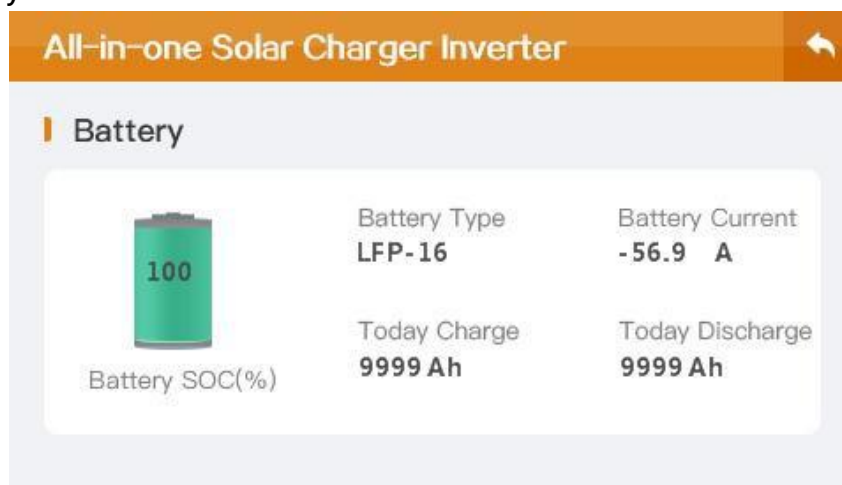 y
All-in-one Solar Charger Inverter
Battery
100
Battery SOC(%)
Battery Type
LFP-16
Battery Current
-56.9 A
Today Charge
9999 Ah
Today Discharge
9999 Ah